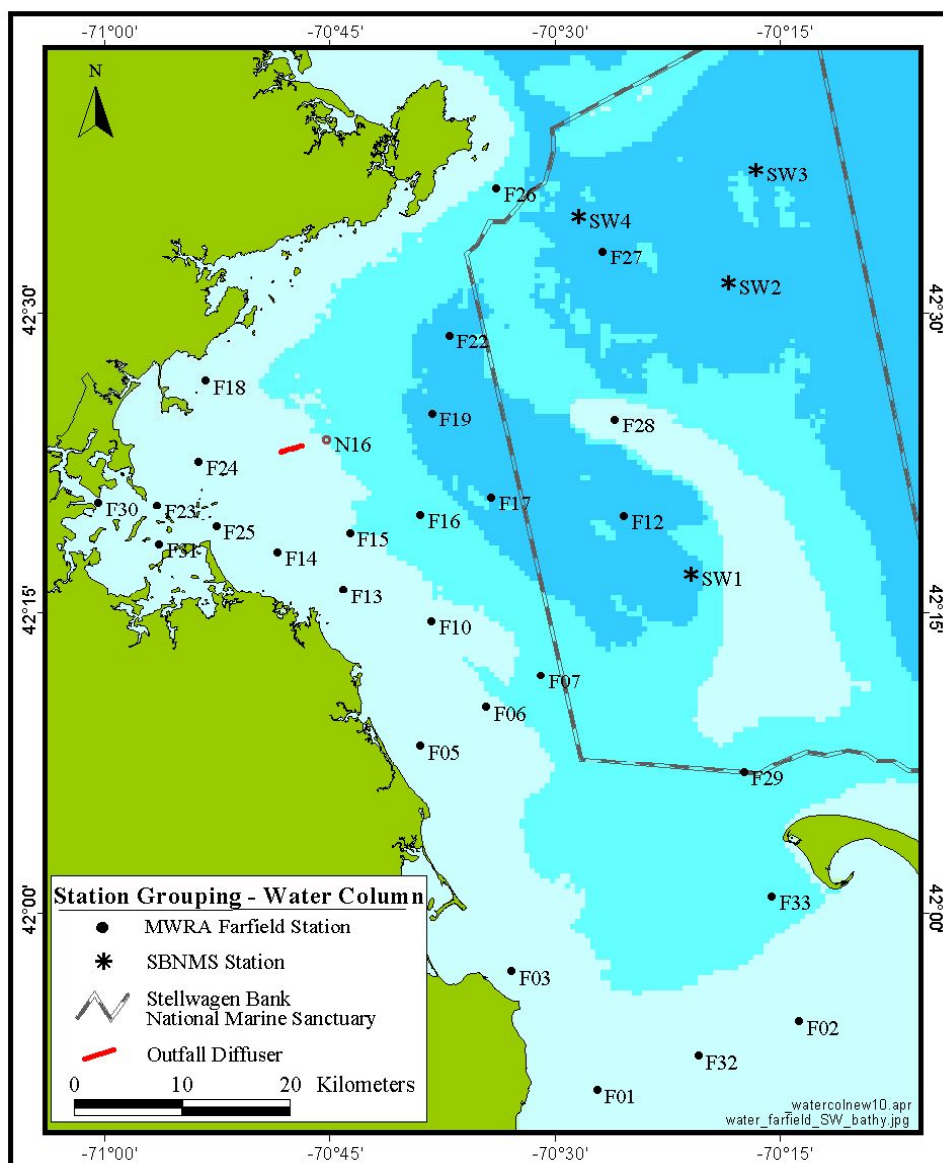 -71°00' -70°45' -70°30' -70°15'
N
F26
SW3
SW4
F27
SW2
42°30' 42°30'
F22
F18
F19
F28
N16
F24
F17
F30
F23
F16
F12
F25
F15
F31
F14
SW1
F13
42°15' 42°15'
F10
F07
F06
F05
F29
Station Grouping - Water Column
MWRA Farfield Station
SBNMS Station
Stellwagen Bank
National Marine Sanctuary
Outfall Diffuser
0 10 20 Kilometers
F33
42°00' 42°00'
F03
F02
F32
F01
_watercolnew10.apr
water_farfield_SW_bathy.jpg
-71°00' -70°45' -70°30' -70°15'